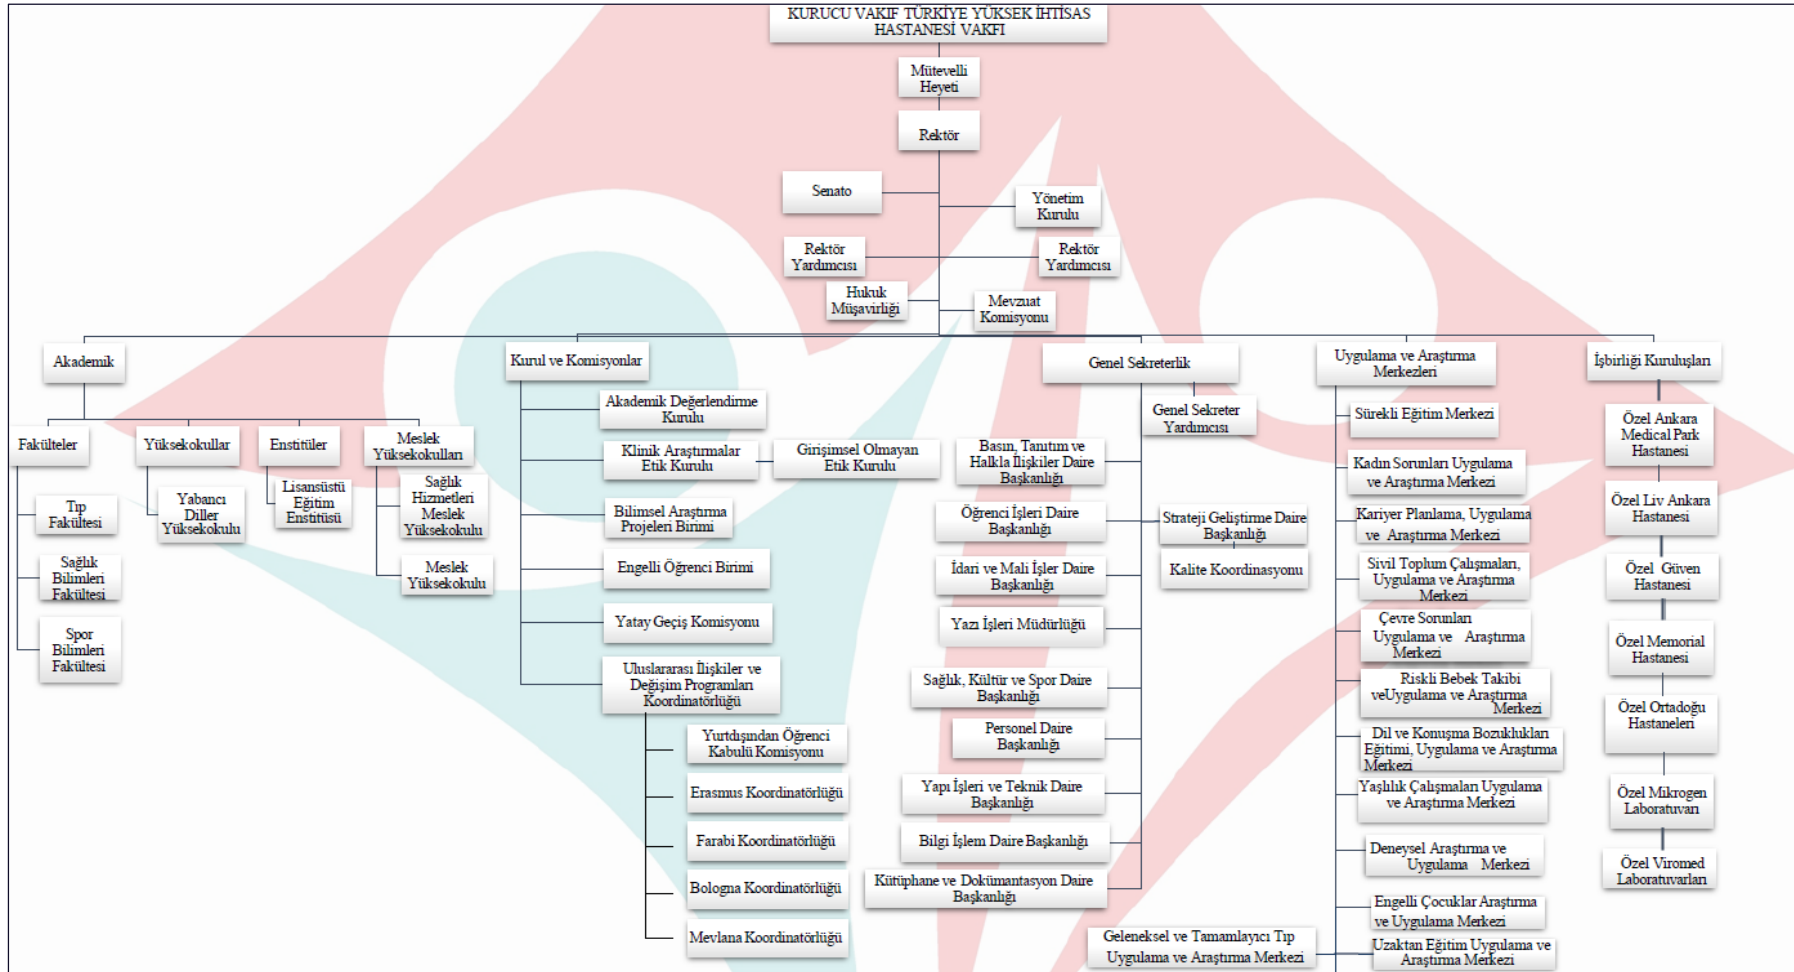 KURUCU VAKIF TÜRKİYE YÜKSEK İHTİSAS
HASTANESİ VAKFI
Mütevelli
Heyeti
Rektör
Senato
Yönetim
Kurulu
Rektör
Yardımcısı
Rektör
Yardımcısı
Hukuk
Müşavirliği
Mevzuat
Komisyonu
Akademik
Fakülteler
Tıp
Fakültesi
Sağlık
Bilimleri
Fakültesi
Spor
Bilimleri
Fakültesi
Yüksekokullar
Yabancı
Diller
Yüksekokulu
Enstitüler
Lisansüstü
Eğitim
Enstitüsü
Meslek
Yüksekokulları
Sağlık
Hizmetleri
Meslek
Yüksekokulu
Meslek
Yüksekokulu
Kurul ve Komisyonlar
Akademik Değerlendirme
Kurulu
Klinik Araştırmalar
Etik Kurulu
Girişimsel Olmayan
Etik Kurulu
Bilimsel Araştırma
Projeleri Birimi
Engelli Öğrenci Birimi
Yatay Geçiş Komisyonu
Uluslararası İlişkiler ve
Değişim Programları
Koordinatörlüğü
Yurtdışından Öğrenci
Kabulü Komisyonu
Erasmus Koordinatörlüğü
Farabi Koordinatörlüğü
Bologna Koordinatörlüğü
Mevlana Koordinatörlüğü
Genel Sekreterlik
Genel Sekreter
Yardımcısı
Basın, Tanıtım ve
Halkla İlişkiler Daire
Başkanlığı
Öğrenci İşleri Daire
Başkanlığı
Strateji Geliştirme Daire
Başkanlığı
Kalite Koordinasyonu
İdari ve Mali İşler Daire
Başkanlığı
Yazı İşleri Müdürlüğü
Sağlık, Kültür ve Spor Daire
Başkanlığı
Personel Daire
Başkanlığı
Yapı İşleri ve Teknik Daire
Başkanlığı
Bilgi İşlem Daire Başkanlığı
Kütüphane ve Dokümantasyon Daire
Başkanlığı
Uygulama ve Araştırma
Merkezleri
Sürekli Eğitim Merkezi
Kadın Sorunları Uygulama
ve Araştırma Merkezi
Kariyer Planlama, Uygulama
ve Araştırma Merkezi
Sivil Toplum Çalışmaları,
Uygulama ve Araştırma
Merkezi
Çevre Sorunları
Uygulama ve Araştırma
Merkezi
Riskli Bebek Takibi
veUygulama ve Araştırma
Merkezi
Dil ve Konuşma Bozuklukları
Eğitimi, Uygulama ve Araştırma
Merkezi
Yaşlılık Çalışmaları Uygulama
ve Araştırma Merkezi
Deneysel Araştırma ve
Uygulama Merkezi
Engelli Çocuklar Araştırma
ve Uygulama Merkezi
Geleneksel ve Tamamlayıcı Tıp
Uygulama ve Araştırma Merkezi
Uzaktan Eğitim Uygulama ve
Araştırma Merkezi
İşbirliği Kuruluşları
Özel Ankara
Medical Park
Hastanesi
Özel Liv Ankara
Hastanesi
Özel Güven
Hastanesi
Özel Memorial
Hastanesi
Özel Ortadoğu
Hastaneleri
Özel Mikrogen
Laboratuvarı
Özel Viromed
Laboratuvarları